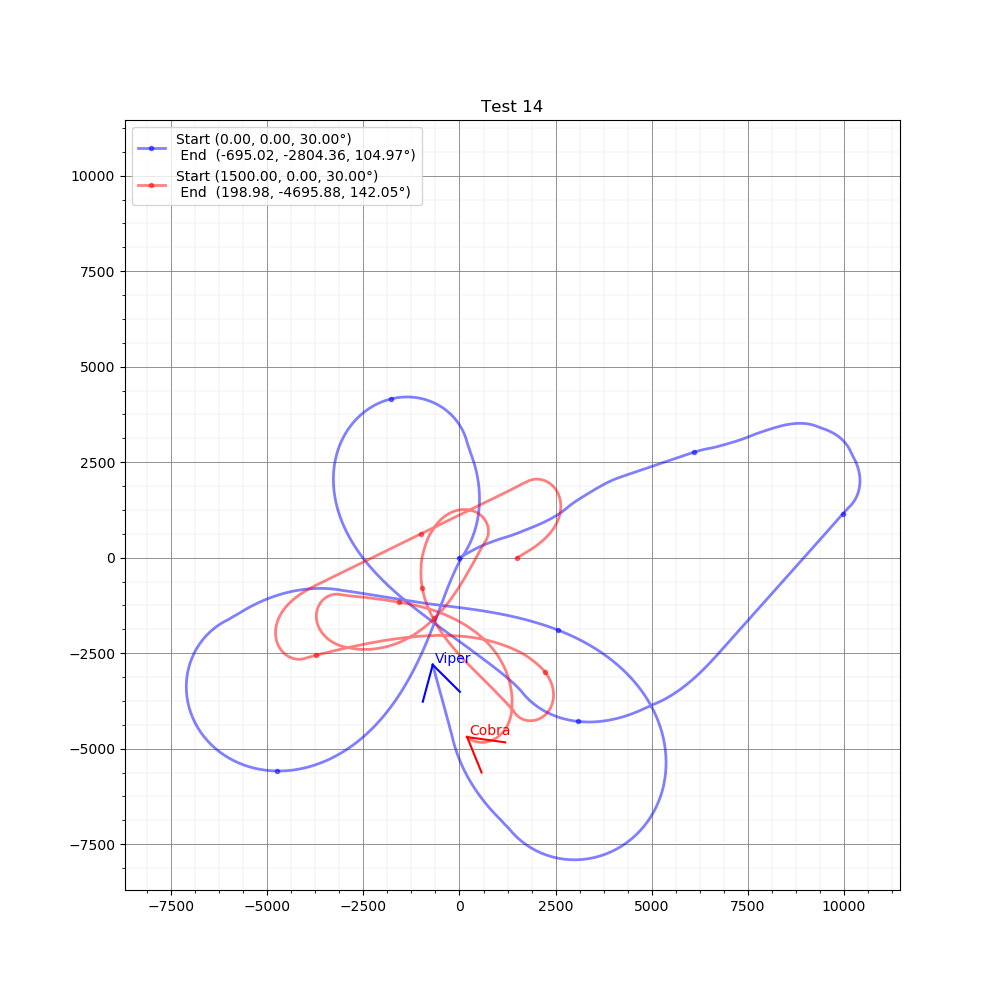 Test 14
Start (0.00, 0.00, 30.00°)
End  (-695.02, -2804.36, 104.97°)
Start (1500.00, 0.00, 30.00°)
End  (198.98, -4695.88, 142.05°)
10000
7500
5000
2500
0
−2500
−5000
−7500
Viper
Cobra
−7500 −5000 −2500 0 2500 5000 7500 10000